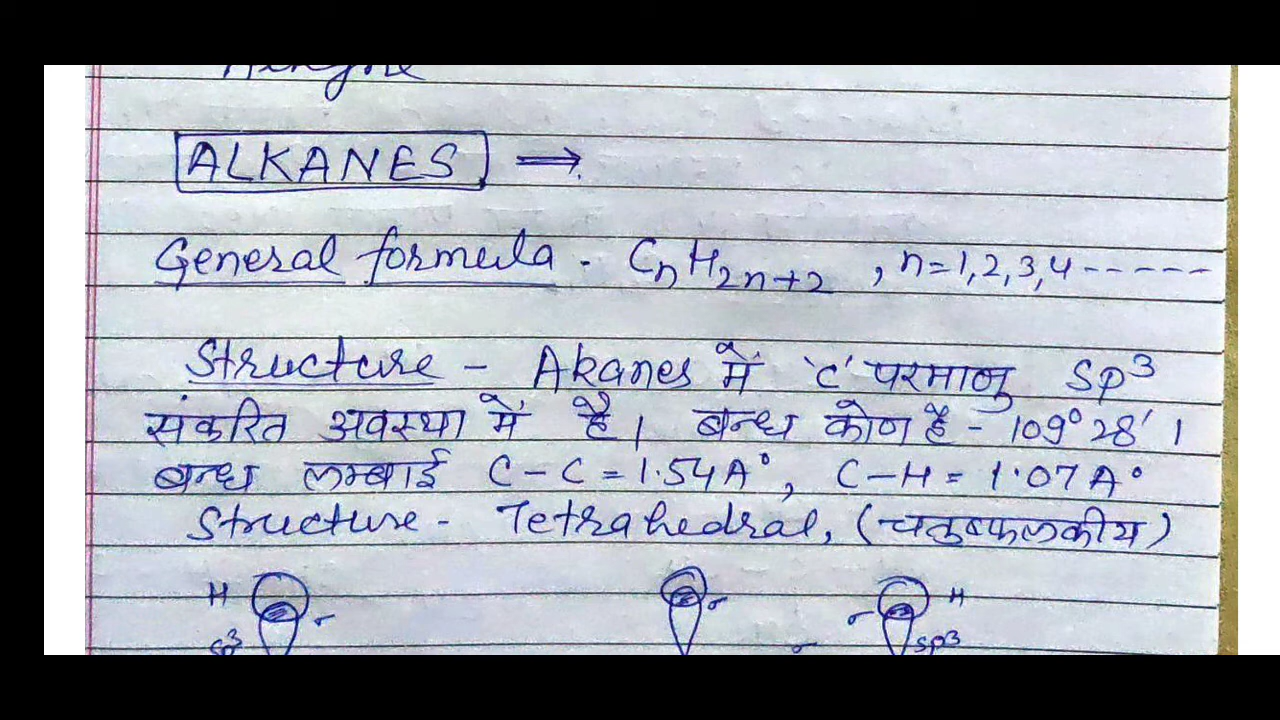 ALKANES ⇒
General formula - CnH2n+2 , n=1,2,3,4-----
Structure - Akanes में 'C' परमानु Sp³
संकरित अवस्था में है। बन्ध कोण है - 109°28'।
बन्ध लम्बाई C-C = 1.54A°, C-H = 1.07A°
Structure - Tetrahedral, (चतुष्फलकीय)
H σ σ σ H
sp³ σ sp³